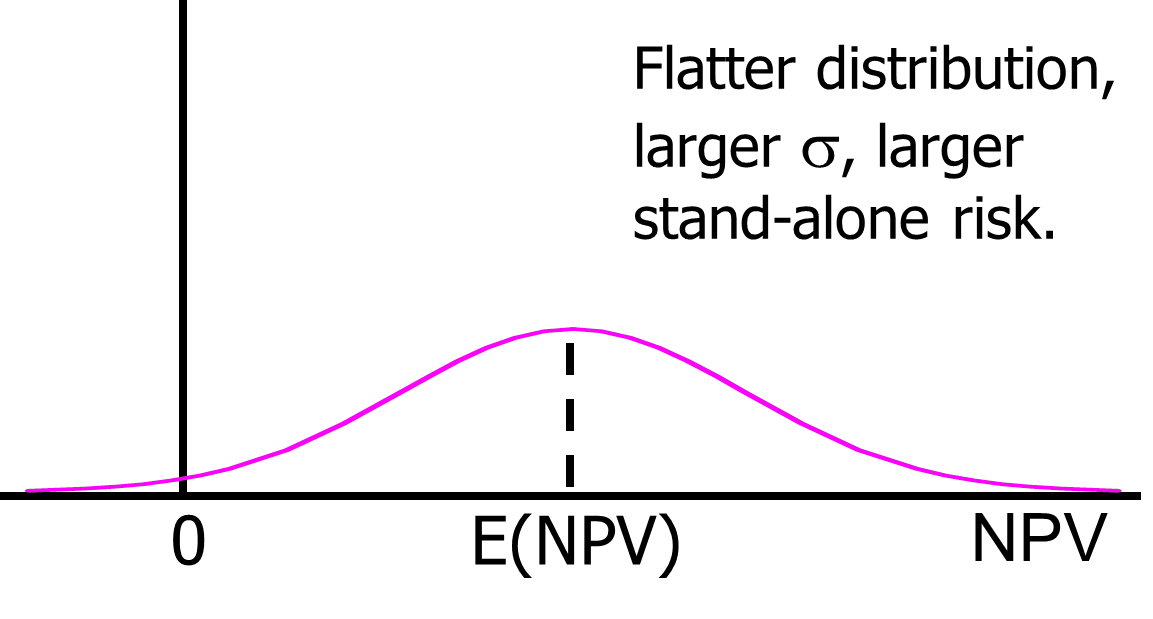 Flatter distribution,
larger σ, larger
stand-alone risk.
0 E(NPV) NPV